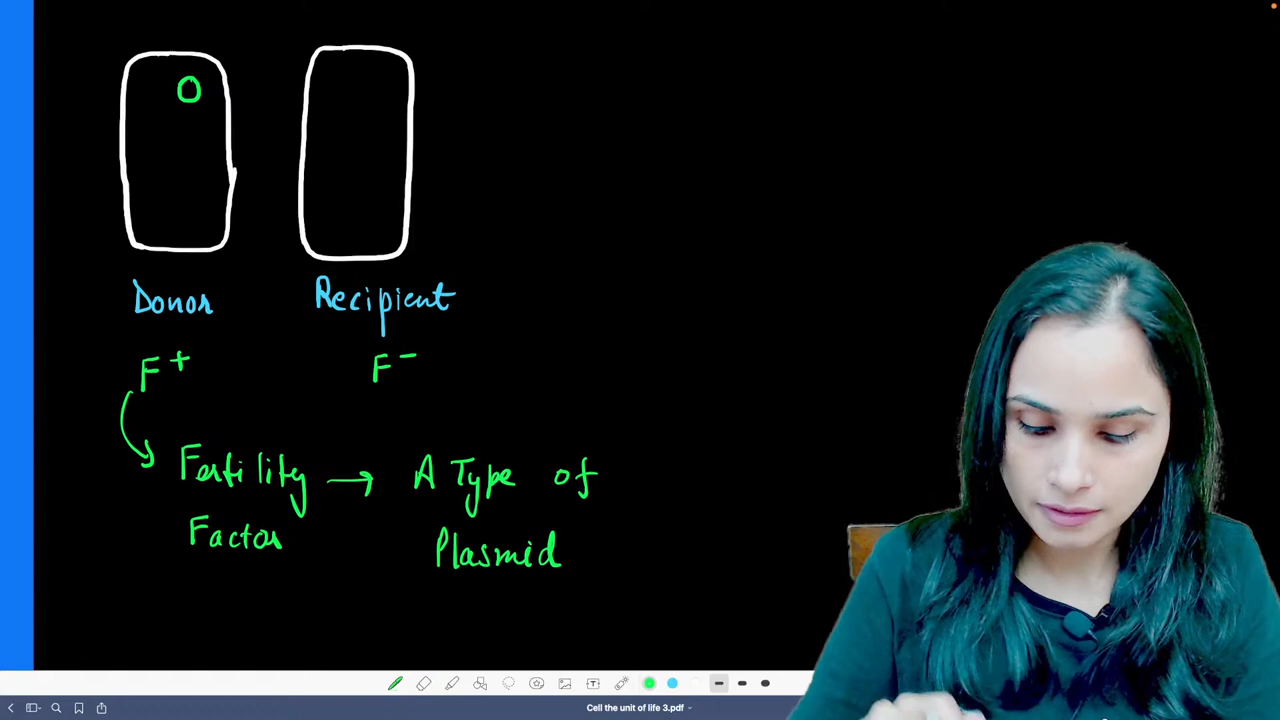 Donor Recipient
F+ F-
Fertility → A Type of
Factor Plasmid
Cell the unit of life 3.pdf